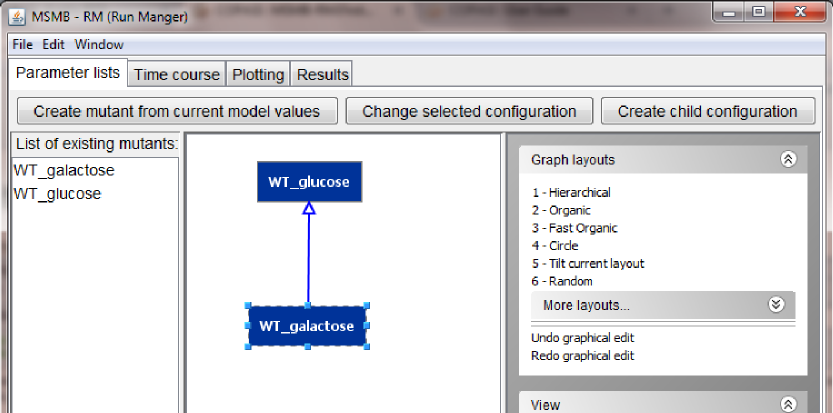 MSMB - RM (Run Manger)
File Edit Window
Parameter lists Time course Plotting Results
Create mutant from current model values Change selected configuration Create child configuration
List of existing mutants:
WT_galactose
WT_glucose
WT_glucose
WT_galactose
Graph layouts
1 - Hierarchical
2 - Organic
3 - Fast Organic
4 - Circle
5 - Tilt current layout
6 - Random
More layouts...
Undo graphical edit
Redo graphical edit
View